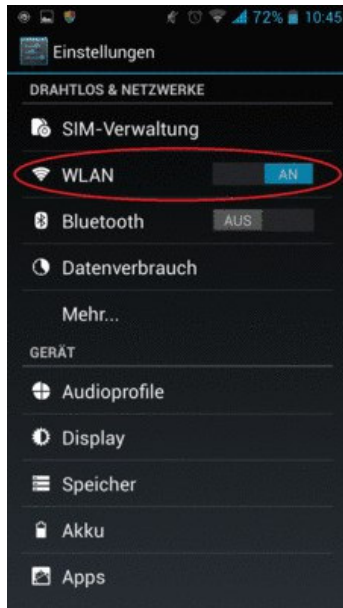 72% 10:45
Einstellungen
DRAHTLOS & NETZWERKE
SIM-Verwaltung
WLAN AN
Bluetooth AUS
Datenverbrauch
Mehr...
GERÄT
Audioprofile
Display
Speicher
Akku
Apps